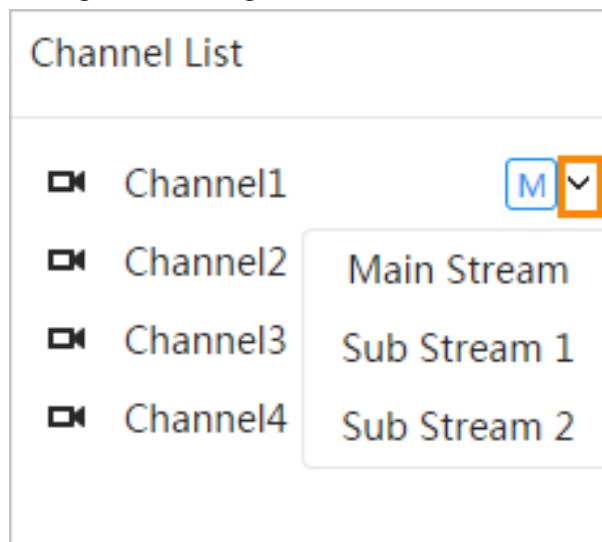 Channel List
Channel1 M
Channel2
Main Stream
Channel3
Sub Stream 1
Channel4
Sub Stream 2